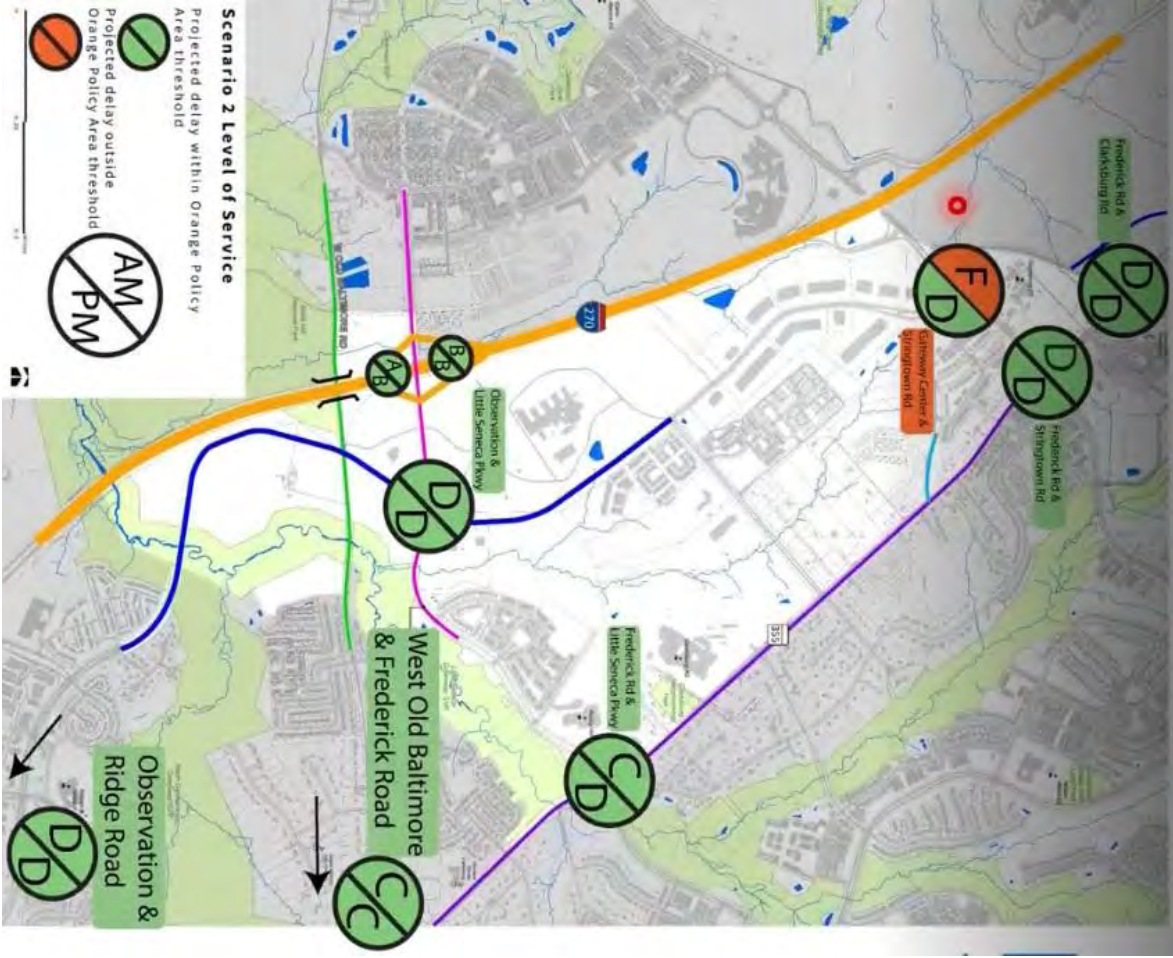 Frederick Rd &
Clarksburg Rd
D/D
Frederick Rd &
Stringtown Rd
D/D
F/D
Gateway Center &
Stringtown Rd
355
Frederick Rd &
Little Seneca Pkwy
C/D
270
Observation &
Little Seneca Pkwy
D/D
B/B
A/B
W OLD BALTIMORE RD
West Old Baltimore
& Frederick Road
C/C
Observation &
Ridge Road
D/D
Scenario 2 Level of Service
Projected delay within Orange Policy
Area threshold
Projected delay outside
Orange Policy Area threshold
AM/PM